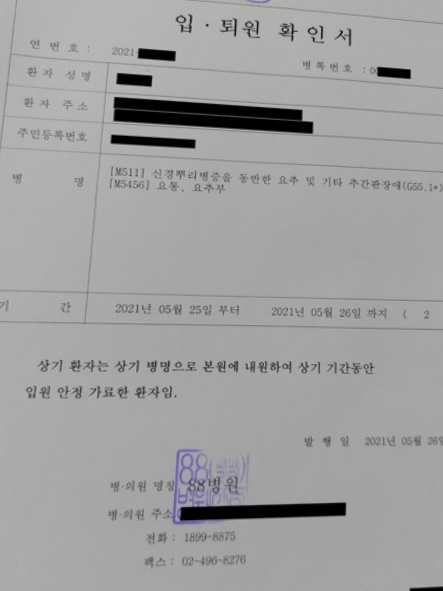 입 · 퇴원 확인서
연 번 호 : 2021-
병 록 번 호 : 0
환 자 성 명
환 자 주 소
주민등록번호
병 명
[M511] 신경뿌리병증을 동반한 요추 및 기타 추간판장애(G55.1*)
[M5456] 요통, 요추부
기 간 2021년 05월 25일 부터 2021년 05월 26일 까지 ( 2
상기 환자는 상기 병명으로 본원에 내원하여 상기 기간동안
입원 안정 가료한 환자임.
발 행 일 2021년 05월 26일
병·의원 명칭 88병원
병·의원 주소
전화 : 1899-8875
팩스 : 02-496-8276